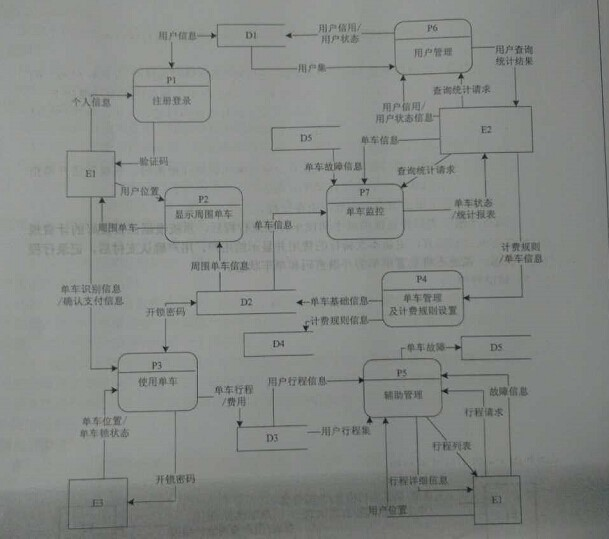 用户信息
D1
用户信用/
用户状态
用户集
P6
用户管理
用户查询
统计结果
P1
注册登录
个人信息
验证码
查询统计请求
用户信用/
用户状态信息
E2
D5
单车信息
单车故障信息
查询统计请求
E1
用户位置
P2
显示周围单车
周围单车
单车信息
P7
单车监控
单车状态
/统计报表
计费规则
/单车信息
周围单车信息
单车识别信息
/确认支付信息
开锁密码
D2
单车基础信息
P4
单车管理
及计费规则设置
计费规则信息
D4
P3
使用单车
单车行程
/费用
用户行程信息
单车故障
D5
P5
辅助管理
故障信息
行程请求
单车位置/
单车锁状态
D3
用户行程集
行程列表
开锁密码
行程详细信息
用户位置
E3